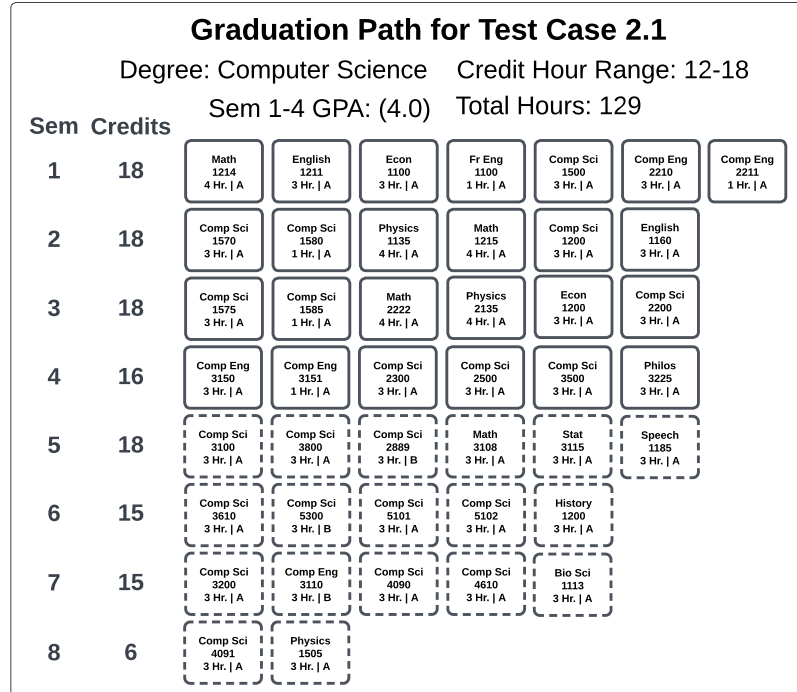 Graduation Path for Test Case 2.1
Degree: Computer Science Credit Hour Range: 12-18
Sem 1-4 GPA: (4.0) Total Hours: 129
Sem Credits
1 18
Math
1214
4 Hr. | A
English
1211
3 Hr. | A
Econ
1100
3 Hr. | A
Fr Eng
1100
1 Hr. | A
Comp Sci
1500
3 Hr. | A
Comp Eng
2210
3 Hr. | A
Comp Eng
2211
1 Hr. | A
2 18
Comp Sci
1570
3 Hr. | A
Comp Sci
1580
1 Hr. | A
Physics
1135
4 Hr. | A
Math
1215
4 Hr. | A
Comp Sci
1200
3 Hr. | A
English
1160
3 Hr. | A
3 18
Comp Sci
1575
3 Hr. | A
Comp Sci
1585
1 Hr. | A
Math
2222
4 Hr. | A
Physics
2135
4 Hr. | A
Econ
1200
3 Hr. | A
Comp Sci
2200
3 Hr. | A
4 16
Comp Eng
3150
3 Hr. | A
Comp Eng
3151
1 Hr. | A
Comp Sci
2300
3 Hr. | A
Comp Sci
2500
3 Hr. | A
Comp Sci
3500
3 Hr. | A
Philos
3225
3 Hr. | A
5 18
Comp Sci
3100
3 Hr. | A
Comp Sci
3800
3 Hr. | A
Comp Sci
2889
3 Hr. | B
Math
3108
3 Hr. | A
Stat
3115
3 Hr. | A
Speech
1185
3 Hr. | A
6 15
Comp Sci
3610
3 Hr. | A
Comp Sci
5300
3 Hr. | B
Comp Sci
5101
3 Hr. | A
Comp Sci
5102
3 Hr. | A
History
1200
3 Hr. | A
7 15
Comp Sci
3200
3 Hr. | A
Comp Eng
3110
3 Hr. | B
Comp Sci
4090
3 Hr. | A
Comp Sci
4610
3 Hr. | A
Bio Sci
1113
3 Hr. | A
8 6
Comp Sci
4091
3 Hr. | A
Physics
1505
3 Hr. | A